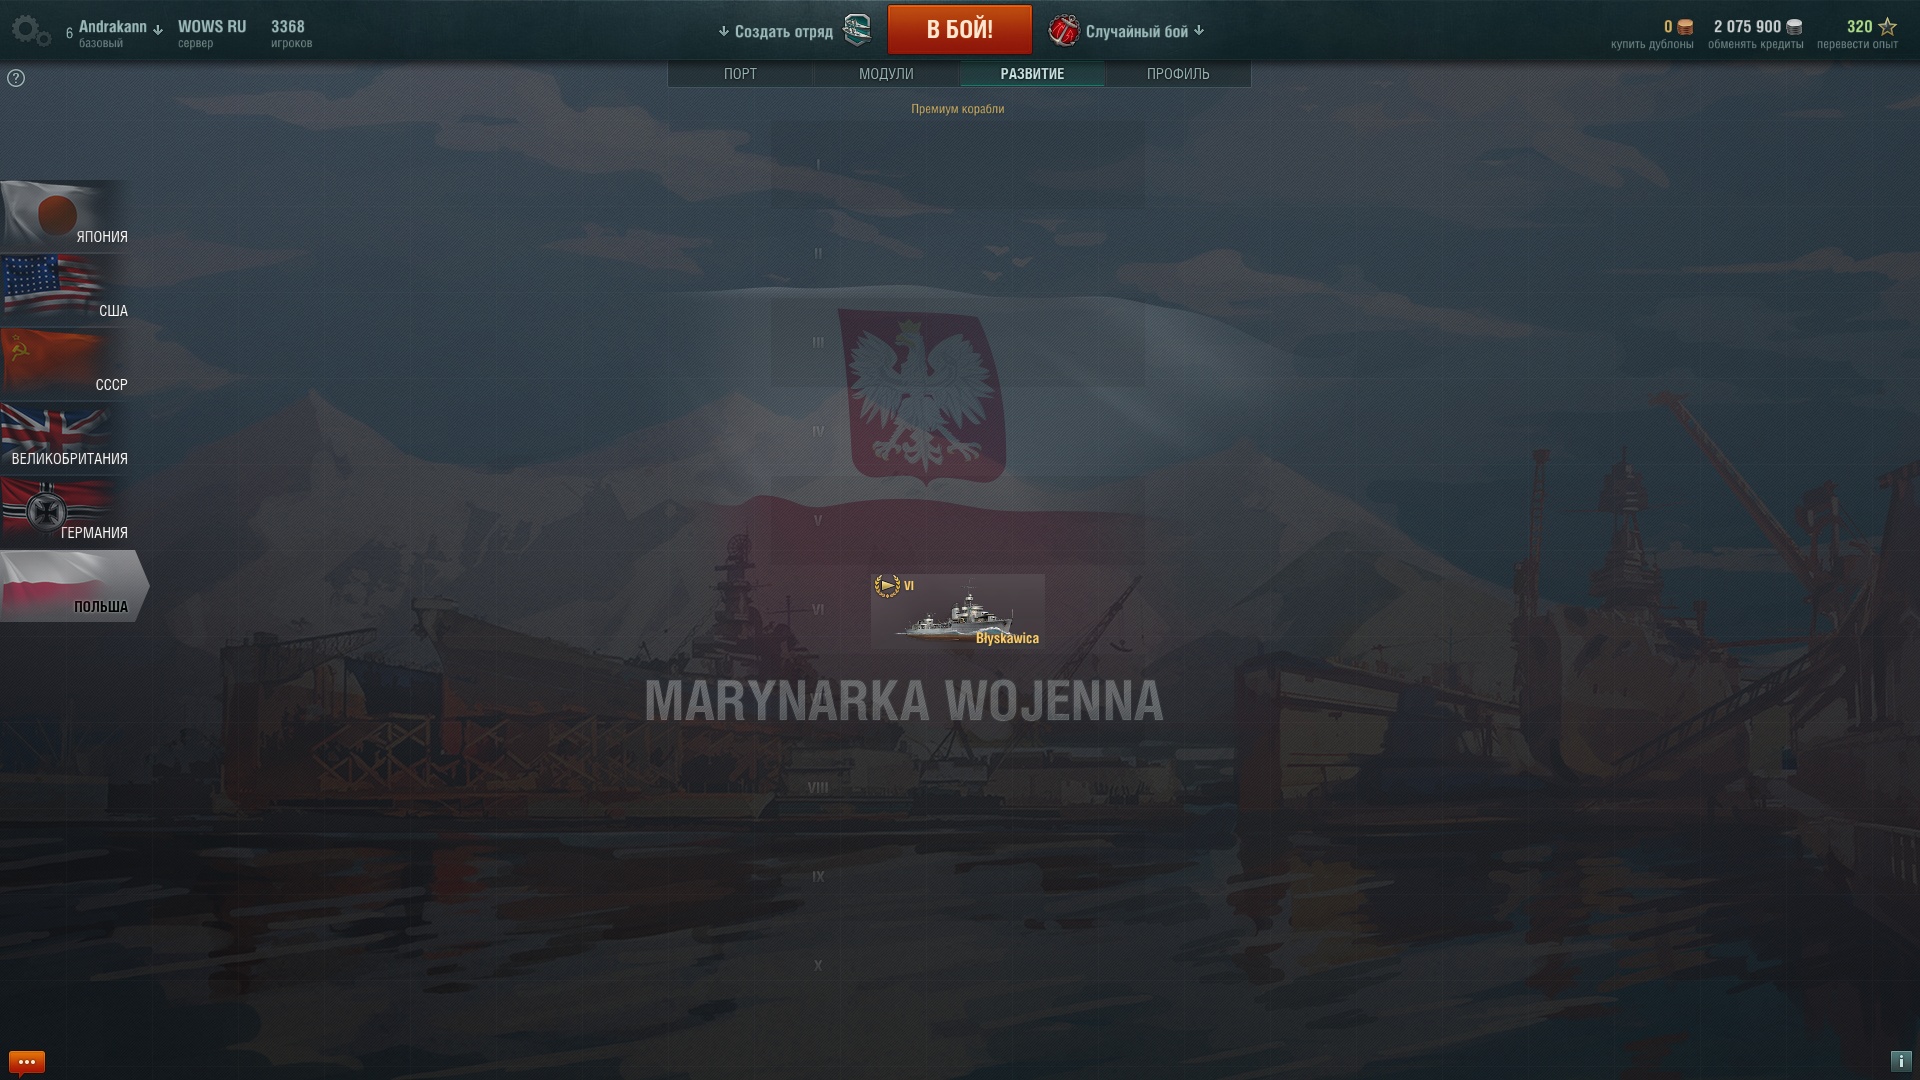 6 Andrakann
базовый
WOWS RU
сервер
3368
игроков
Создать отряд
В БОЙ!
Случайный бой
0
купить дублоны
2 075 900
обменять кредиты
320
перевести опыт
?
ПОРТ
МОДУЛИ
РАЗВИТИЕ
ПРОФИЛЬ
Премиум корабли
I
II
III
IV
V
VI
VIII
IX
X
ЯПОНИЯ
США
СССР
ВЕЛИКОБРИТАНИЯ
ГЕРМАНИЯ
ПОЛЬША
VI
Błyskawica
MARYNARKA WOJENNA
i